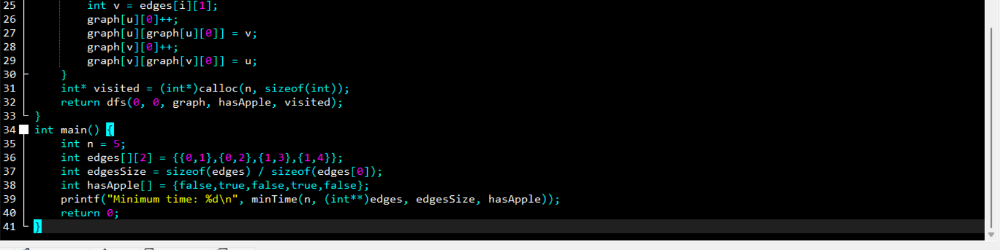 25 int v = edges[i][1];
26 graph[u][0]++;
27 graph[u][graph[u][0]] = v;
28 graph[v][0]++;
29 graph[v][graph[v][0]] = u;
30 }
31 int* visited = (int*)calloc(n, sizeof(int));
32 return dfs(0, 0, graph, hasApple, visited);
33 }
34 int main() {
35 int n = 5;
36 int edges[][2] = {{0,1},{0,2},{1,3},{1,4}};
37 int edgesSize = sizeof(edges) / sizeof(edges[0]);
38 int hasApple[] = {false,true,false,true,false};
39 printf("Minimum time: %d\n", minTime(n, (int**)edges, edgesSize, hasApple));
40 return 0;
41 }